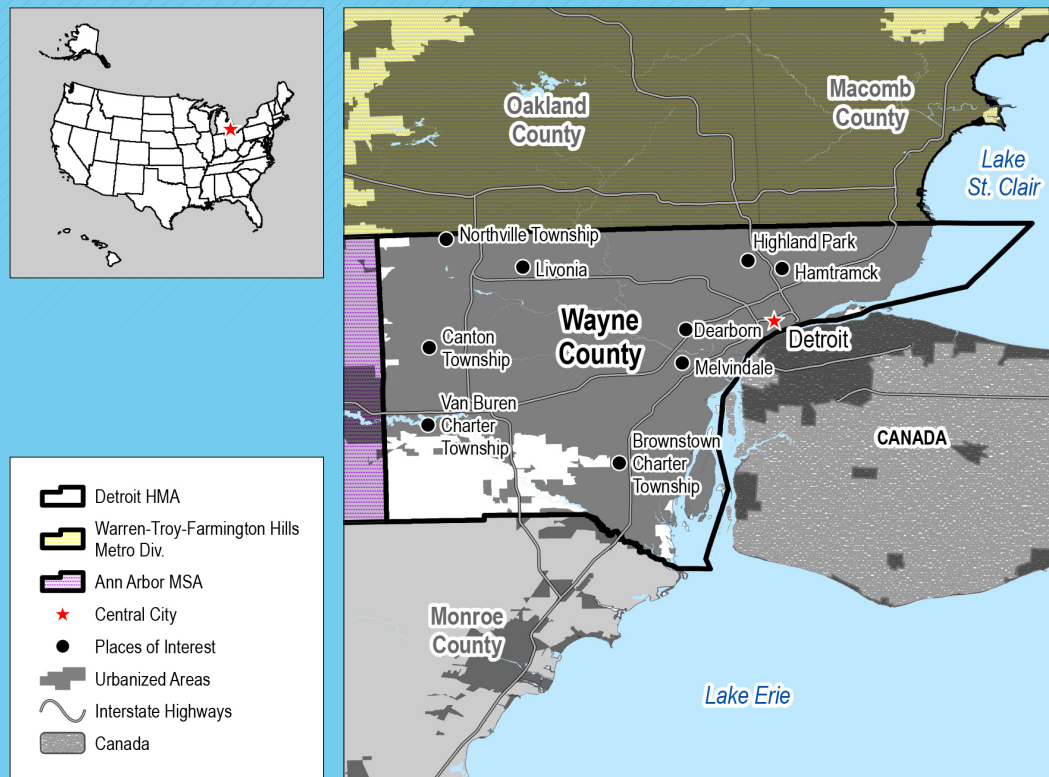 Oakland
County
Macomb
County
Lake
St. Clair
Northville Township
Highland Park
Livonia
Hamtramck
Wayne
County
Dearborn
Detroit
Canton
Township
Melvindale
Van Buren
Charter
Township
Brownstown
Charter
Township
CANADA
Monroe
County
Lake Erie
Detroit HMA
Warren-Troy-Farmington Hills
Metro Div.
Ann Arbor MSA
Central City
Places of Interest
Urbanized Areas
Interstate Highways
Canada